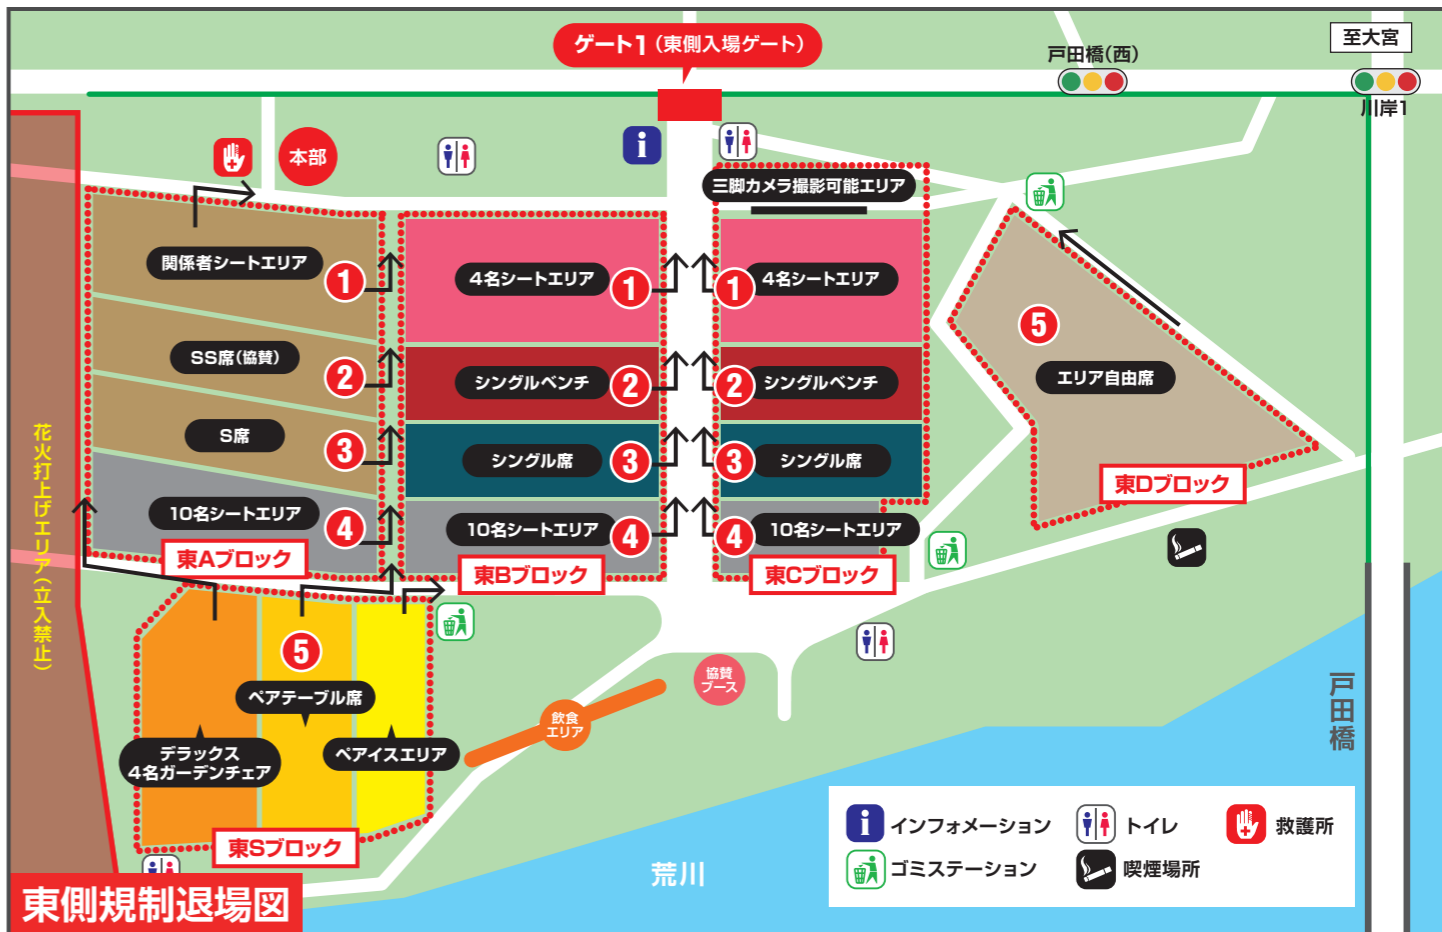 ゲート1（東側入場ゲート）
戸田橋（西）
至大宮
川岸1
本部
i
三脚カメラ撮影可能エリア
関係者シートエリア
1
4名シートエリア
1
1
4名シートエリア
SS席（協賛）
2
シングルベンチ
2
2
シングルベンチ
S席
3
シングル席
3
3
シングル席
10名シートエリア
4
10名シートエリア
4
4
10名シートエリア
東Aブロック
東Bブロック
東Cブロック
5
エリア自由席
東Dブロック
花火打上げエリア（立入禁止）
5
ペアテーブル席
デラックス
4名ガーデンチェア
ペアイスエリア
東Sブロック
飲食
エリア
協賛
ブース
戸田橋
荒川
i インフォメーション
トイレ
救護所
ゴミステーション
喫煙場所
東側規制退場図